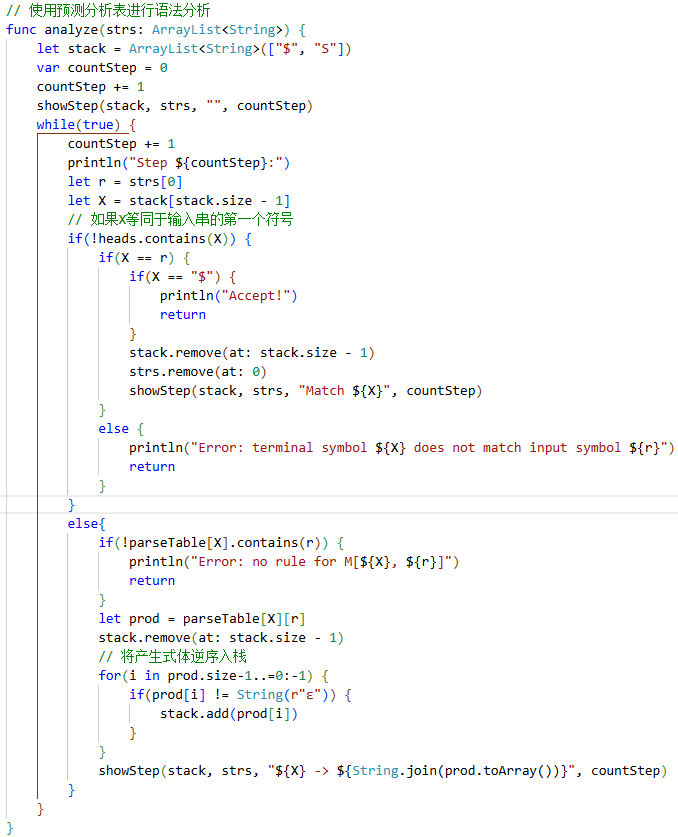 // 使用预测分析表进行语法分析
func analyze(strs: ArrayList<String>) {
    let stack = ArrayList<String>(["$", "S"])
    var countStep = 0
    countStep += 1
    showStep(stack, strs, "", countStep)
    while(true) {
        countStep += 1
        println("Step ${countStep}:")
        let r = strs[0]
        let X = stack[stack.size - 1]
        // 如果X等同于输入串的第一个符号
        if(!heads.contains(X)) {
            if(X == r) {
                if(X == "$") {
                    println("Accept!")
                    return
                }
                stack.remove(at: stack.size - 1)
                strs.remove(at: 0)
                showStep(stack, strs, "Match ${X}", countStep)
            }
            else {
                println("Error: terminal symbol ${X} does not match input symbol ${r}")
                return
            }
        }
        else{
            if(!parseTable[X].contains(r)) {
                println("Error: no rule for M[${X}, ${r}]")
                return
            }
            let prod = parseTable[X][r]
            stack.remove(at: stack.size - 1)
            // 将产生式体逆序入栈
            for(i in prod.size-1..=0:-1) {
                if(prod[i] != String(r"ε")) {
                    stack.add(prod[i])
                }
            }
            showStep(stack, strs, "${X} -> ${String.join(prod.toArray())}", countStep)
        }
    }
}